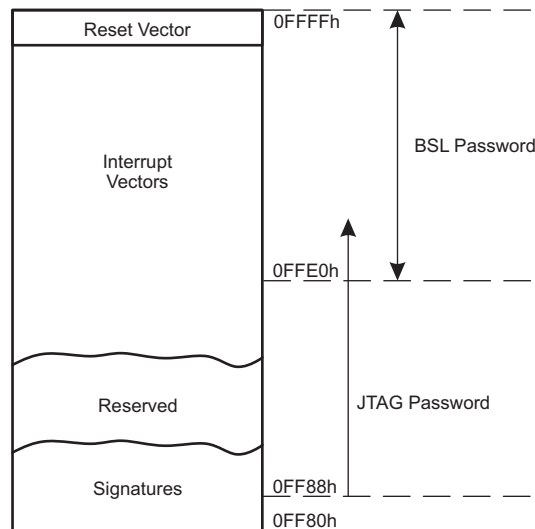 Reset Vector
0FFFFh
Interrupt
Vectors
BSL Password
0FFE0h
Reserved
JTAG Password
Signatures
0FF88h
0FF80h